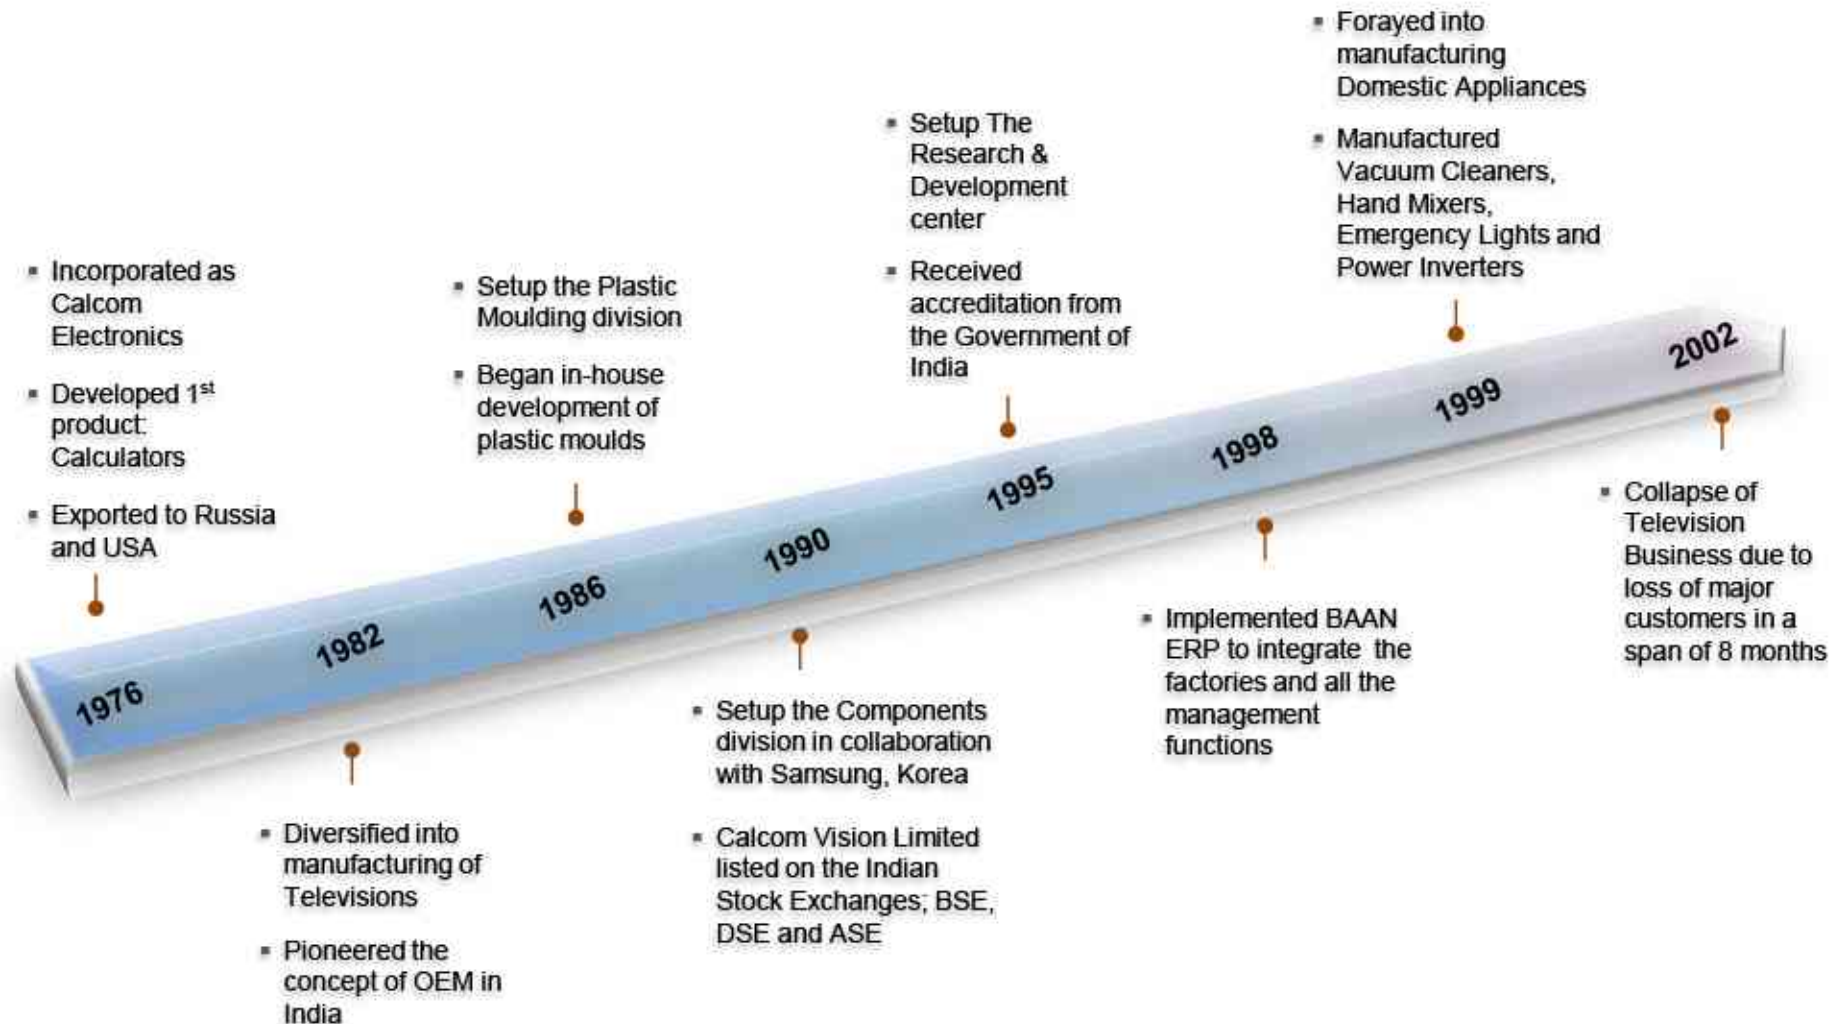 ▪ Incorporated as
Calcom
Electronics
▪ Developed 1st
product:
Calculators
▪ Exported to Russia
and USA
1976
1982
▪ Diversified into
manufacturing of
Televisions
▪ Pioneered the
concept of OEM in
India
▪ Setup the Plastic
Moulding division
▪ Began in-house
development of
plastic moulds
1986
1990
▪ Setup the Components
division in collaboration
with Samsung, Korea
▪ Calcom Vision Limited
listed on the Indian
Stock Exchanges; BSE,
DSE and ASE
▪ Setup The
Research &
Development
center
▪ Received
accreditation from
the Government of
India
1995
1998
▪ Implemented BAAN
ERP to integrate the
factories and all the
management
functions
▪ Forayed into
manufacturing
Domestic Appliances
▪ Manufactured
Vacuum Cleaners,
Hand Mixers,
Emergency Lights and
Power Inverters
1999
2002
▪ Collapse of
Television
Business due to
loss of major
customers in a
span of 8 months